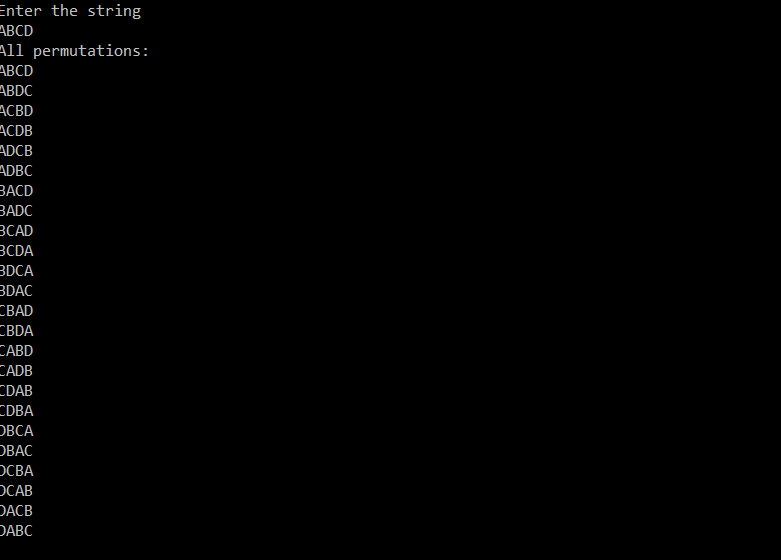 Enter the string
ABCD
All permutations:
ABCD
ABDC
ACBD
ACDB
ADCB
ADBC
BACD
BADC
BCAD
BCDA
BDCA
BDAC
CBAD
CBDA
CABD
CADB
CDAB
CDBA
DBCA
DBAC
DCBA
DCAB
DACB
DABC